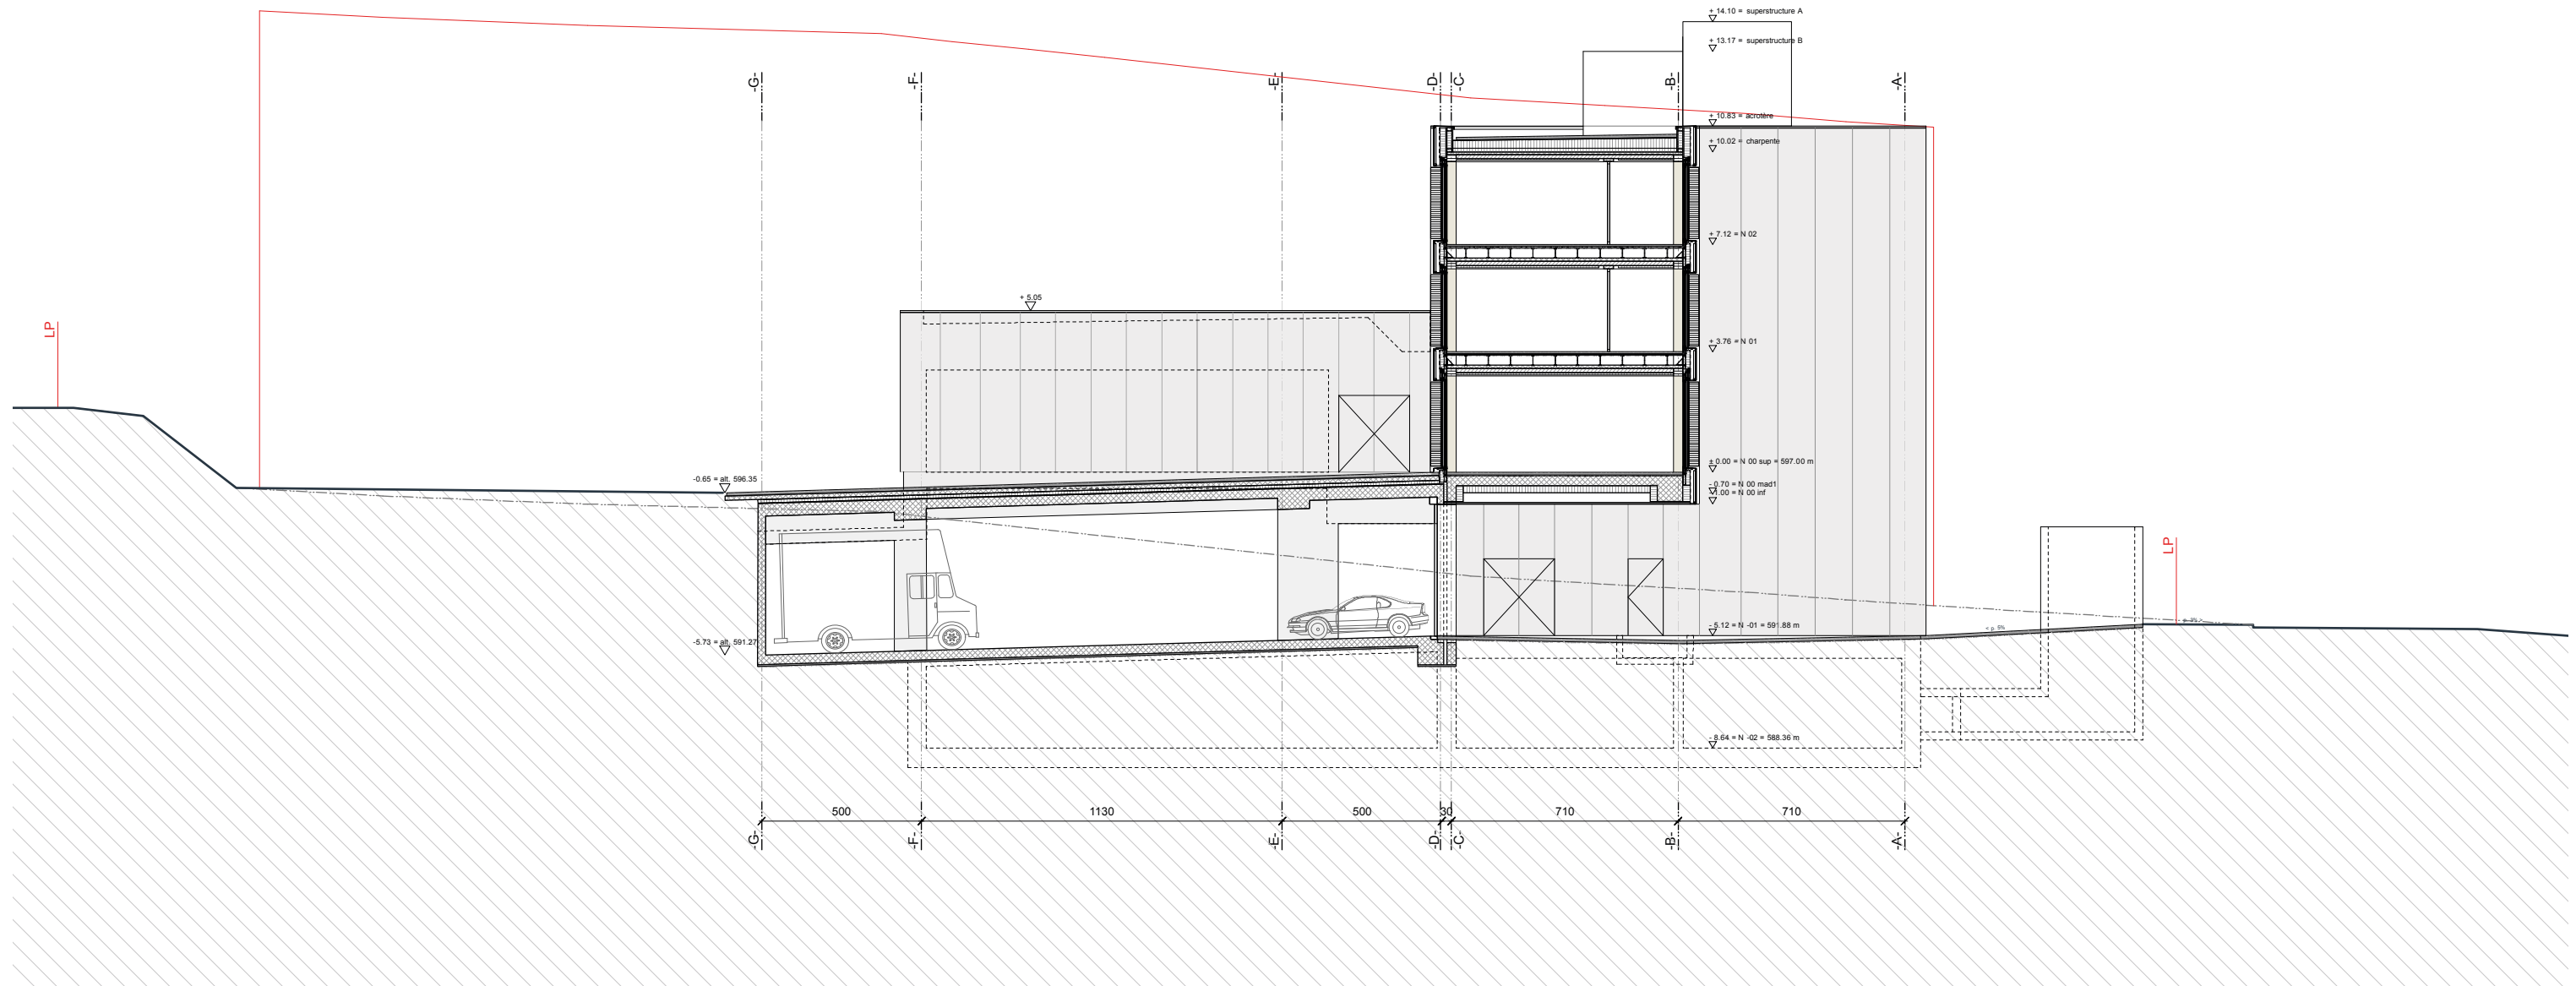 + 14.10 = superstructure A
+ 13.17 = superstructure B
-G-
-F-
-E-
-D-
-C-
-B-
-A-
+ 10.83 = acrotère
+ 10.02 = charpente
+ 7.12 = N 02
+ 5.05
LP
+ 3.76 = N 01
± 0.00 = N 00 sup = 597.00 m
-0.65 = alt. 596.35
- 0.70 = N 00 mad1
-1.00 = N 00 inf
LP
- 5.12 = N -01 = 591.88 m
-5.73 = alt. 591.27
- 8.64 = N -02 = 588.36 m
500
1130
500
30
710
710
-G-
-F-
-E-
-D-
-C-
-B-
-A-